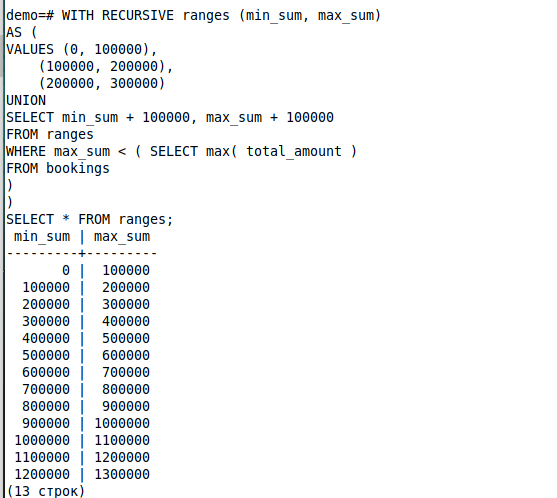 demo=# WITH RECURSIVE ranges (min_sum, max_sum)
AS (
VALUES (0, 100000),
    (100000, 200000),
    (200000, 300000)
UNION
SELECT min_sum + 100000, max_sum + 100000
FROM ranges
WHERE max_sum < ( SELECT max( total_amount )
FROM bookings
)
)
SELECT * FROM ranges;
 min_sum | max_sum
---------+---------
       0 |  100000
  100000 |  200000
  200000 |  300000
  300000 |  400000
  400000 |  500000
  500000 |  600000
  600000 |  700000
  700000 |  800000
  800000 |  900000
  900000 | 1000000
 1000000 | 1100000
 1100000 | 1200000
 1200000 | 1300000
(13 строк)